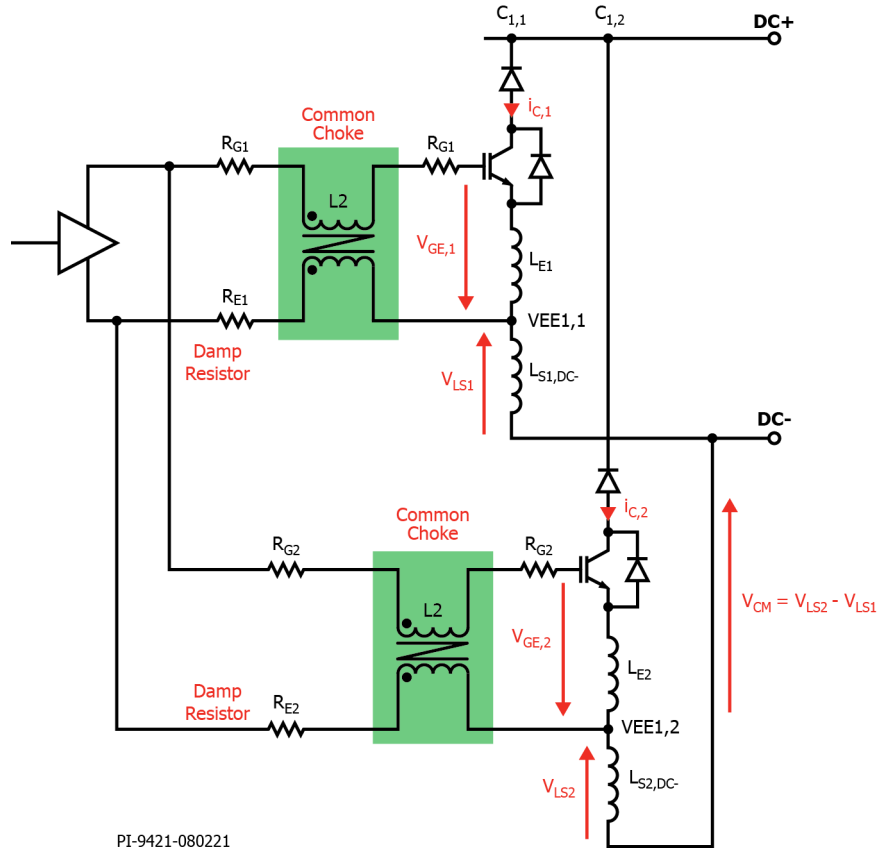 C1,1
C1,2
DC+
Common
Choke
iC,1
RG1
RG1
L2
VGE,1
LE1
RE1
VEE1,1
Damp
Resistor
VLS1
LS1,DC-
DC-
Common
Choke
iC,2
RG2
RG2
L2
VCM = VLS2 - VLS1
VGE,2
LE2
Damp
Resistor
RE2
VEE1,2
VLS2
LS2,DC-
PI-9421-080221